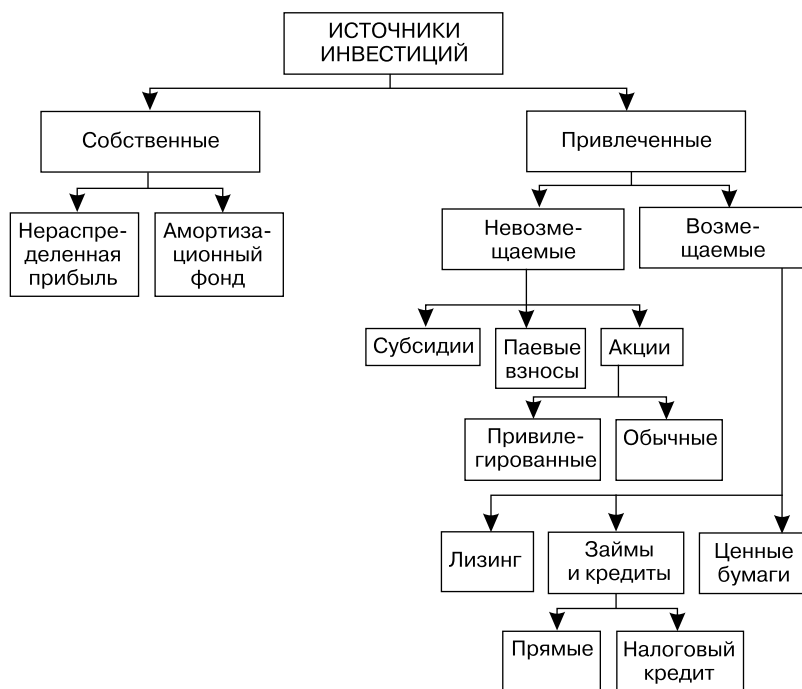 ИСТОЧНИКИ
ИНВЕСТИЦИЙ
Собственные
Привлеченные
Нераспре-
деленная
прибыль
Амортиза-
ционный
фонд
Невозме-
щаемые
Возме-
щаемые
Субсидии
Паевые
взносы
Акции
Привиле-
гированные
Обычные
Лизинг
Займы
и кредиты
Ценные
бумаги
Прямые
Налоговый
кредит